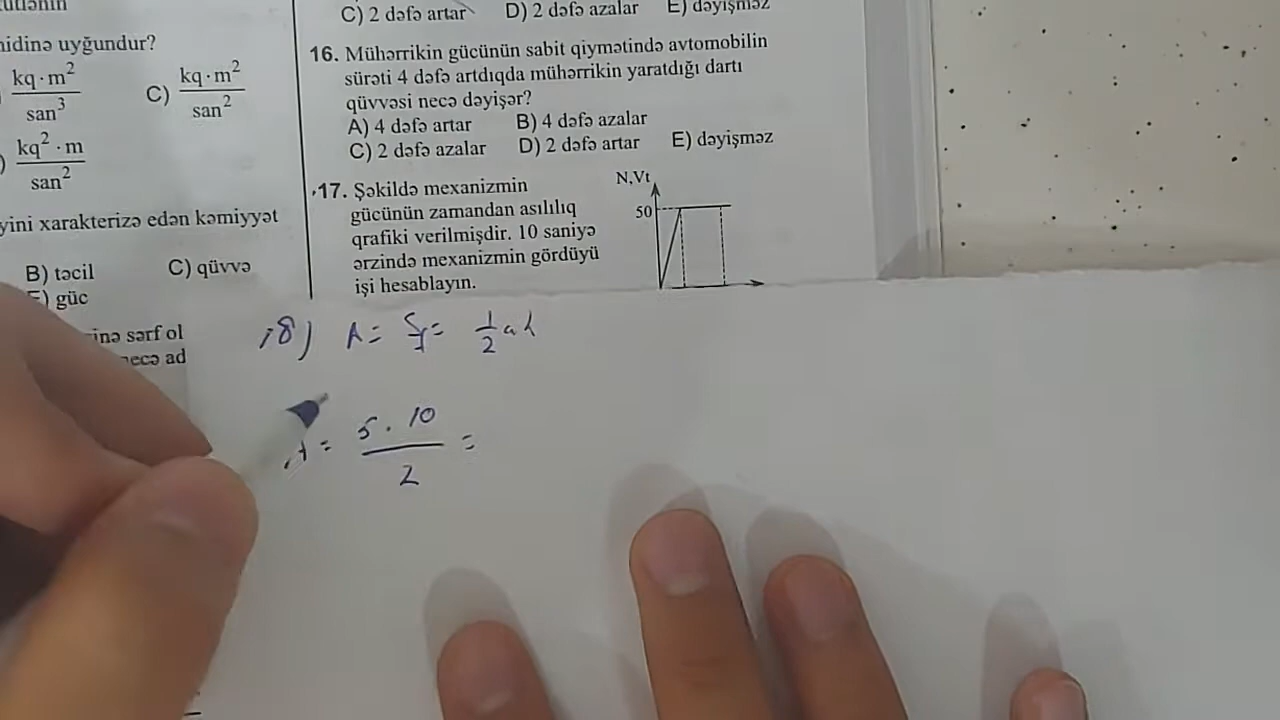 nidinə uyğundur?
kq · m²
san³
C) kq · m²
san²
kq² · m
san²
yini xarakterizə edən kəmiyyət
B) təcil C) qüvvə
E) güc
inə sərf ol
necə ad
C) 2 dəfə artar D) 2 dəfə azalar E) dəyişməz
16. Mühərrikin gücünün sabit qiymətində avtomobilin
sürəti 4 dəfə artdıqda mühərrikin yaratdığı dartı
qüvvəsi necə dəyişər?
A) 4 dəfə artar B) 4 dəfə azalar
C) 2 dəfə azalar D) 2 dəfə artar E) dəyişməz
17. Şəkildə mexanizmin
gücünün zamandan asılılıq
qrafiki verilmişdir. 10 saniyə
ərzində mexanizmin gördüyü
işi hesablayın.
N,Vt
50
18) A = =
1
2
A = 5 · 10 =
2